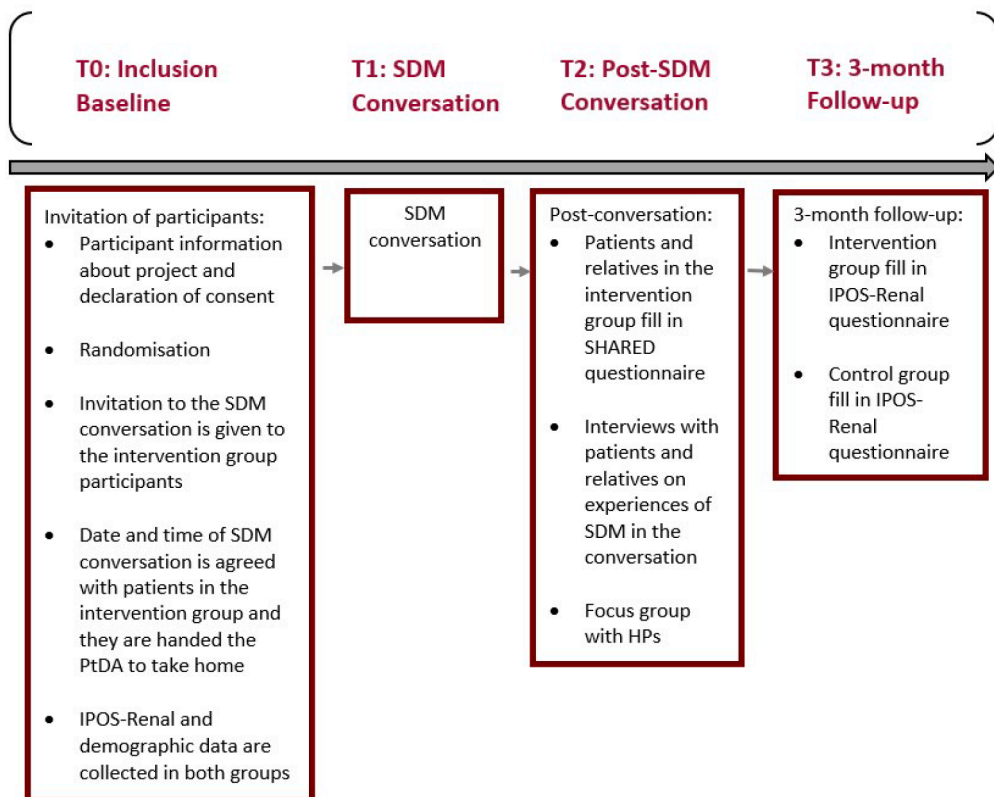 T0: Inclusion
Baseline
T1: SDM
Conversation
T2: Post-SDM
Conversation
T3: 3-month
Follow-up
Invitation of participants:
• Participant information
about project and
declaration of consent
• Randomisation
• Invitation to the SDM
conversation is given to
the intervention group
participants
• Date and time of SDM
conversation is agreed
with patients in the
intervention group and
they are handed the
PtDA to take home
• IPOS-Renal and
demographic data are
collected in both groups
SDM
conversation
Post-conversation:
• Patients and
relatives in the
intervention
group fill in
SHARED
questionnaire
• Interviews with
patients and
relatives on
experiences of
SDM in the
conversation
• Focus group
with HPs
3-month follow-up:
• Intervention
group fill in
IPOS-Renal
questionnaire
• Control group
fill in IPOS-
Renal
questionnaire